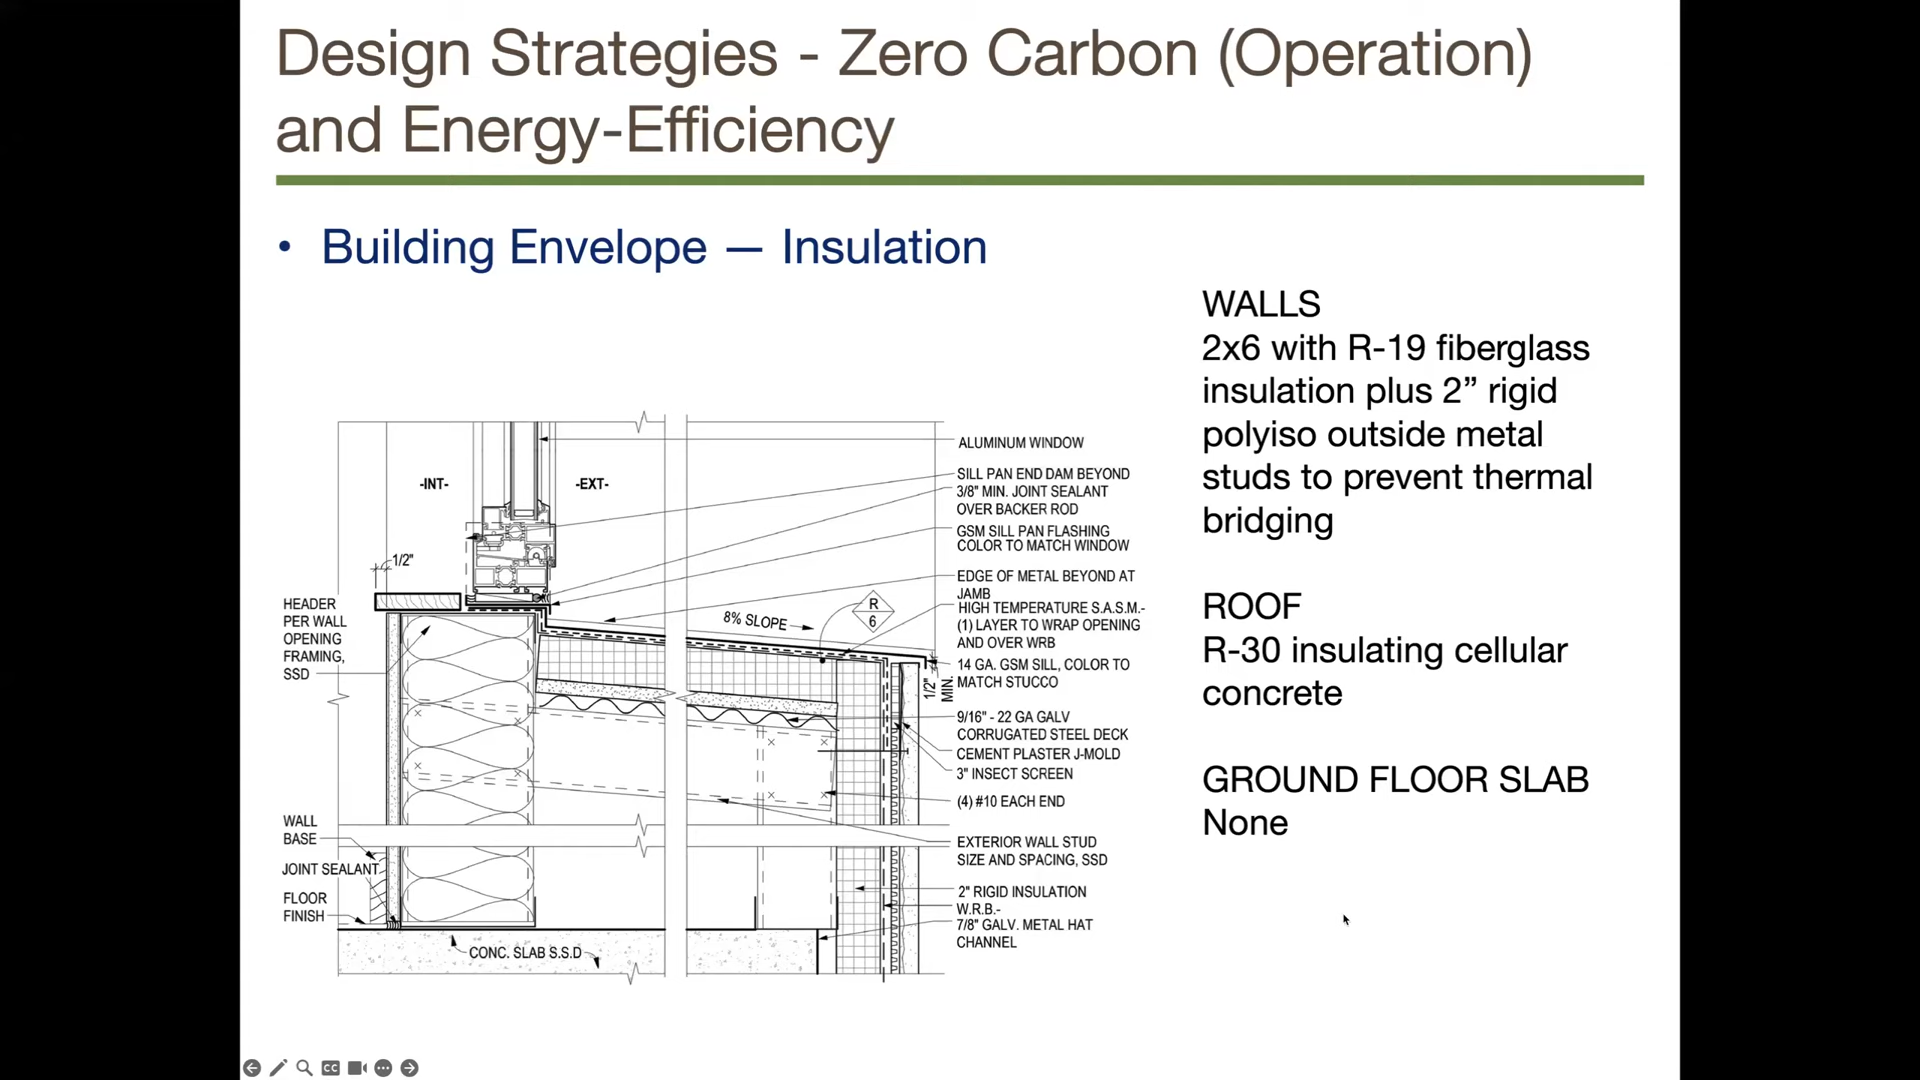 Design Strategies - Zero Carbon (Operation)
and Energy-Efficiency
• Building Envelope — Insulation
WALLS
2x6 with R-19 fiberglass
insulation plus 2” rigid
polyiso outside metal
studs to prevent thermal
bridging
ROOF
R-30 insulating cellular
concrete
GROUND FLOOR SLAB
None
-INT-
-EXT-
1/2"
HEADER
PER WALL
OPENING
FRAMING,
SSD
WALL
BASE
JOINT SEALANT
FLOOR
FINISH
CONC. SLAB S.S.D
8% SLOPE
R
6
1/2"
MIN.
ALUMINUM WINDOW
SILL PAN END DAM BEYOND
3/8" MIN. JOINT SEALANT
OVER BACKER ROD
GSM SILL PAN FLASHING
COLOR TO MATCH WINDOW
EDGE OF METAL BEYOND AT
JAMB
HIGH TEMPERATURE S.A.S.M.-
(1) LAYER TO WRAP OPENING
AND OVER WRB
14 GA. GSM SILL, COLOR TO
MATCH STUCCO
9/16" - 22 GA GALV
CORRUGATED STEEL DECK
CEMENT PLASTER J-MOLD
3" INSECT SCREEN
(4) #10 EACH END
EXTERIOR WALL STUD
SIZE AND SPACING, SSD
2" RIGID INSULATION
W.R.B.-
7/8" GALV. METAL HAT
CHANNEL
CC